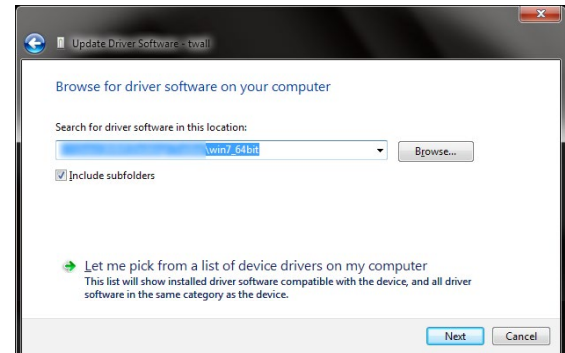 Update Driver Software - twall
Browse for driver software on your computer
Search for driver software in this location:
\win7_64bit
Browse...
Include subfolders
Let me pick from a list of device drivers on my computer
This list will show installed driver software compatible with the device, and all driver
software in the same category as the device.
Next
Cancel